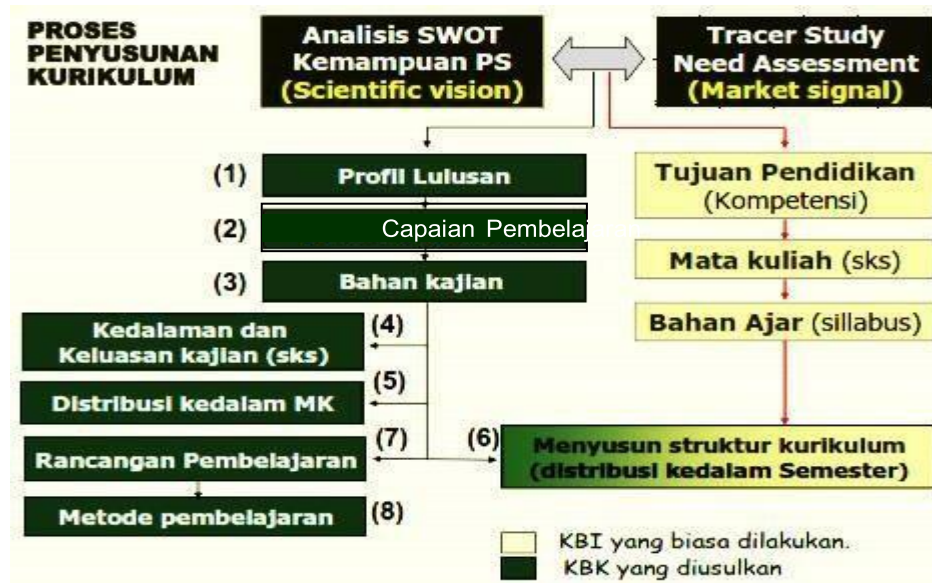 PROSES
PENYUSUNAN
KURIKULUM
Analisis SWOT
Kemampuan PS
(Scientific vision)
Tracer Study
Need Assessment
(Market signal)
(1)
Profil Lulusan
(2)
Capaian Pembelaj
(3)
Bahan kajian
Tujuan Pendidikan
(Kompetensi)
Mata kuliah (sks)
Bahan Ajar (sillabus)
Kedalaman dan
Keluasan kajian (sks)
(4)
Distribusi kedalam MK
(5)
Rancangan Pembelajaran
(7)
(6)
Menyusun struktur kurikulum
(distribusi kedalam Semester)
Metode pembelajaran
(8)
KBI yang biasa dilakukan.
KBK yang diusulkan